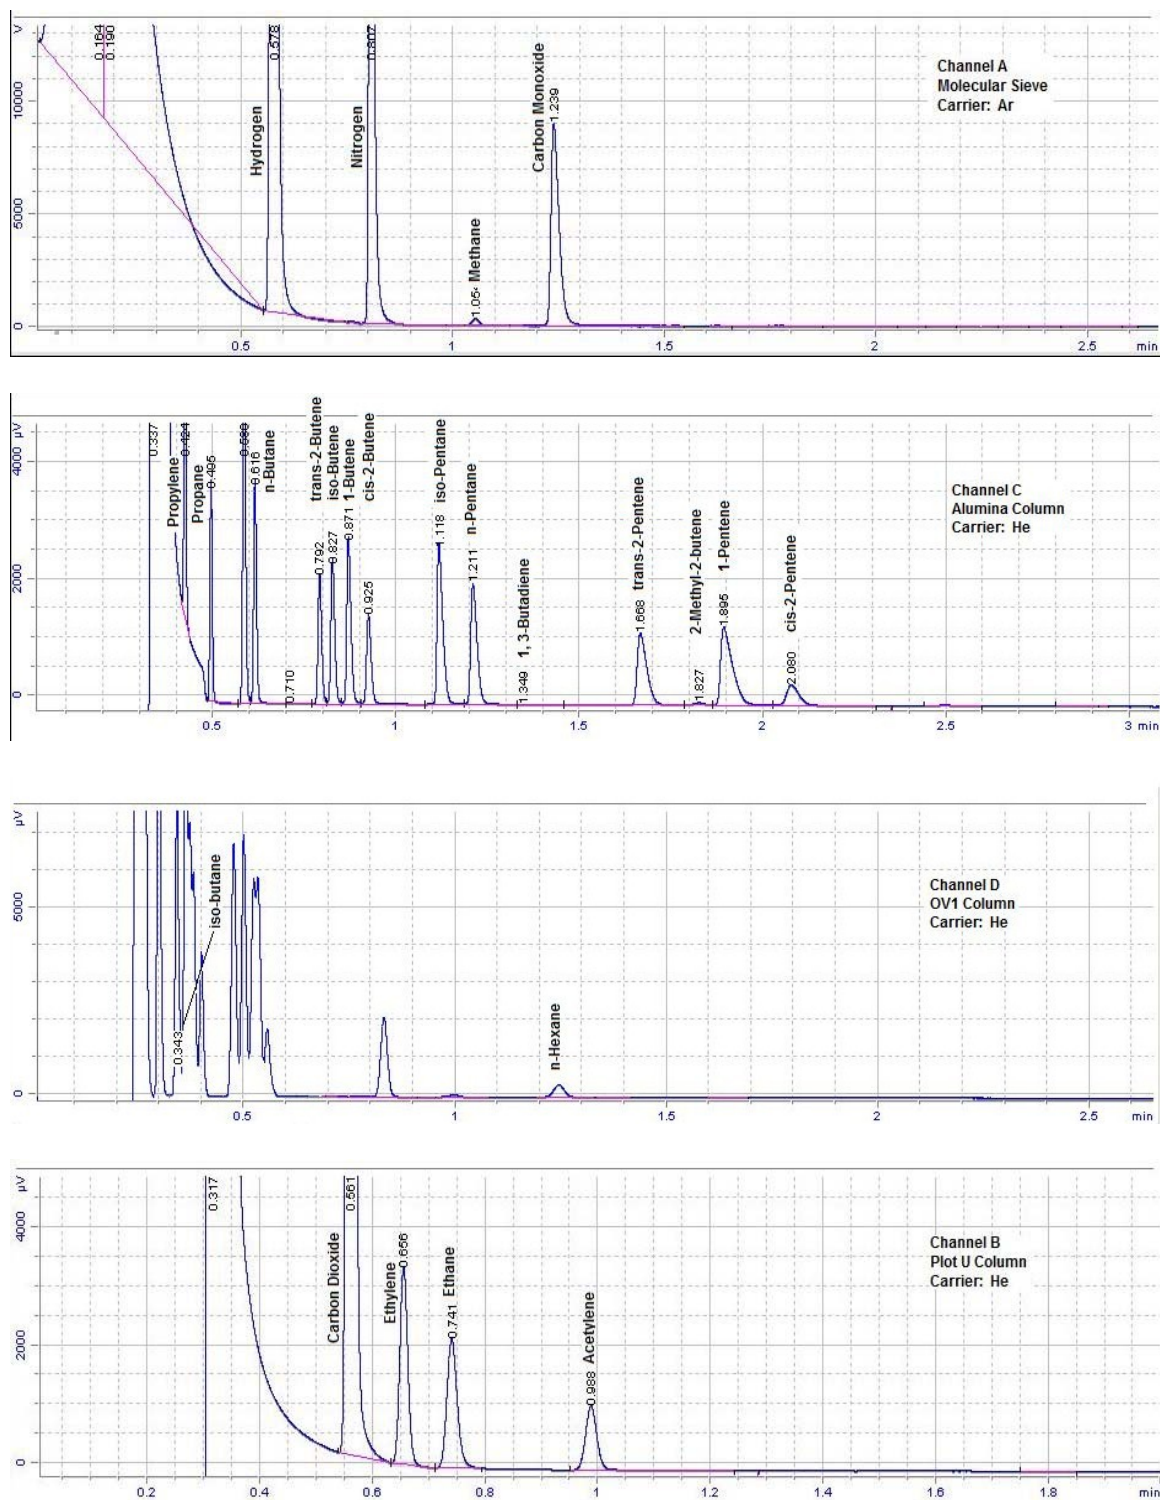 V
0.164
0.190
0.578
0.807
1.239
Hydrogen
Nitrogen
Methane
Carbon Monoxide
Channel A
Molecular Sieve
Carrier: Ar
10000
5000
0
0.5
1
1.5
2
2.5
min
µV
0.337
0.424
0.495
0.616
Propylene
Propane
n-Butane
0.710
trans-2-Butene
0.792
iso-Butene
0.827
1-Butene
0.871
cis-2-Butene
0.925
iso-Pentane
1.118
n-Pentane
1.211
1, 3-Butadiene
1.349
trans-2-Pentene
1.668
2-Methyl-2-butene
1.827
1-Pentene
1.895
cis-2-Pentene
2.080
Channel C
Alumina Column
Carrier: He
4000
2000
0
0.5
1
1.5
2
2.5
3 min
µV
iso-butane
0.343
n-Hexane
Channel D
OV1 Column
Carrier: He
5000
0
0.5
1
1.5
2
2.5
min
µV
0.317
Carbon Dioxide
0.561
Ethylene
0.656
Ethane
0.741
Acetylene
0.988
Channel B
Plot U Column
Carrier: He
4000
2000
0
0.2
0.4
0.6
0.8
1
1.2
1.4
1.6
1.8
min